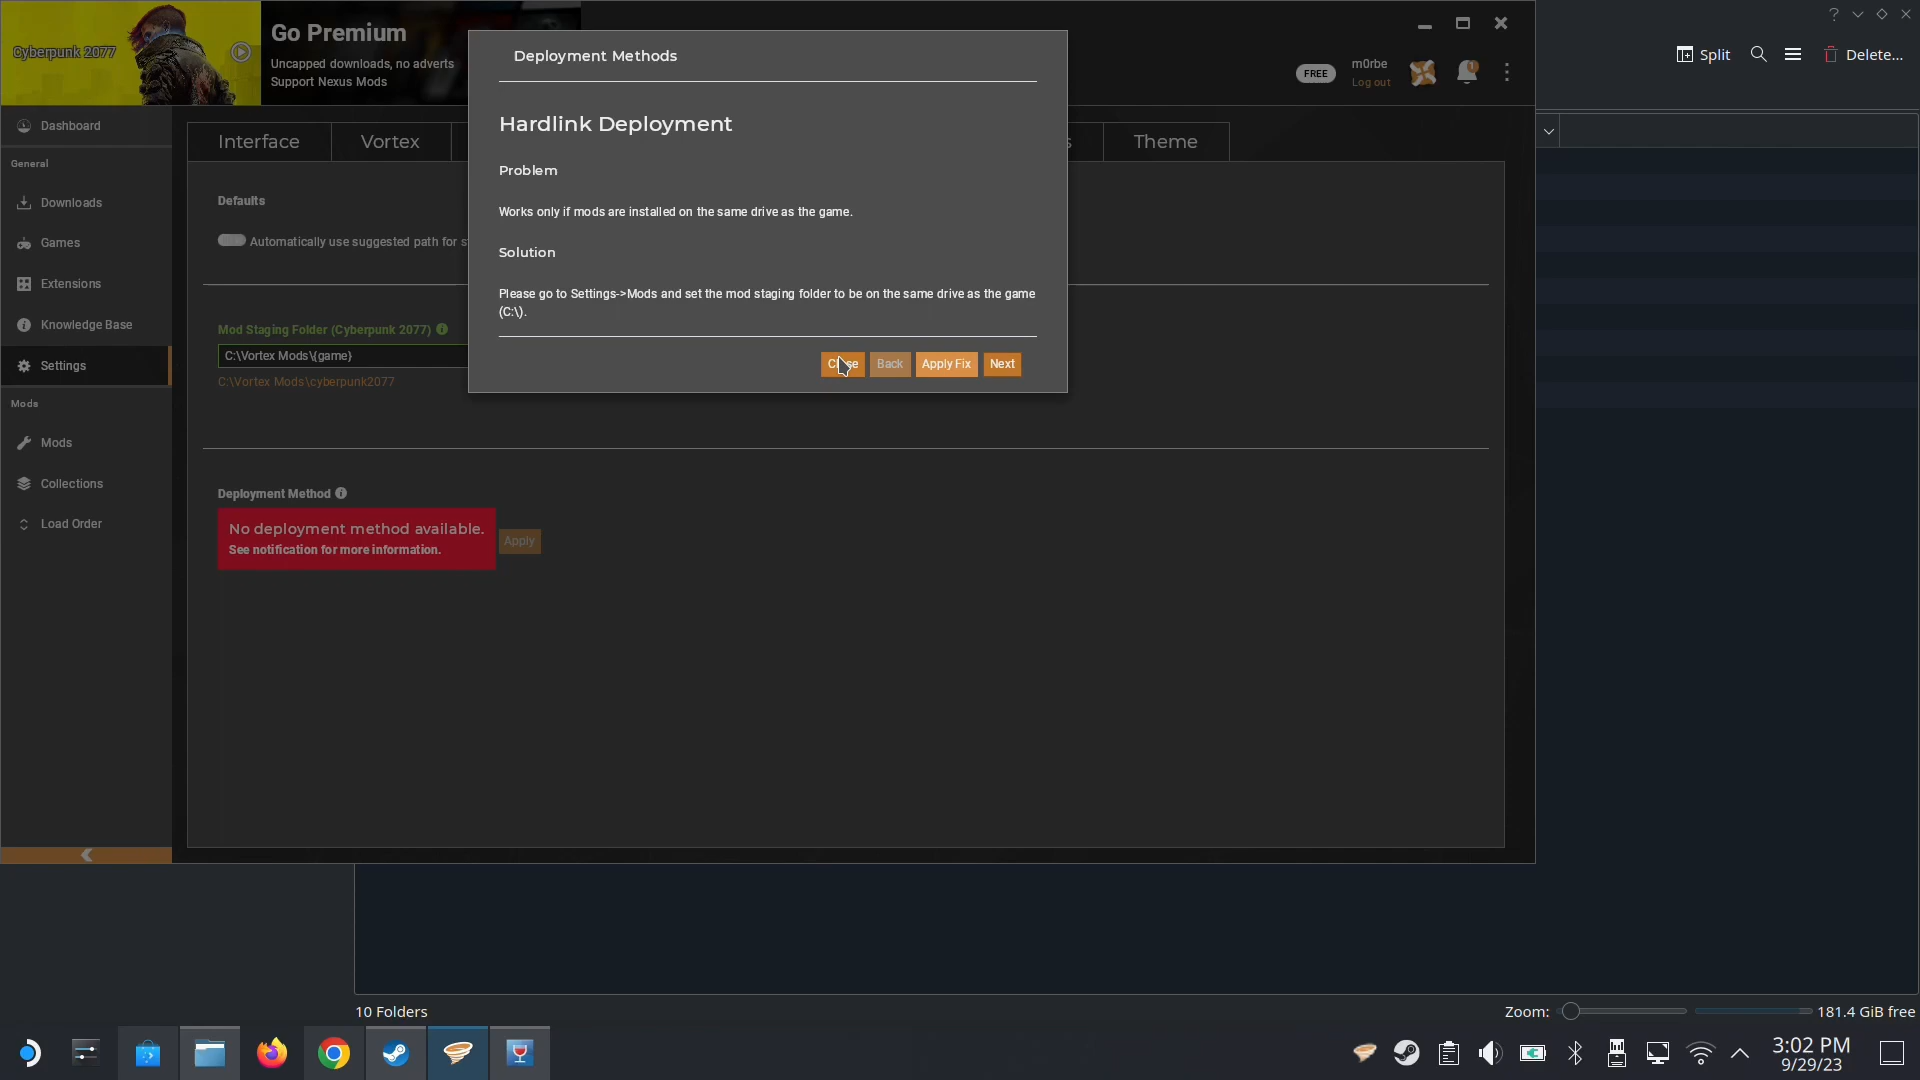 Cyberpunk 2077
Go Premium
Uncapped downloads, no adverts
Support Nexus Mods
Deployment Methods
Hardlink Deployment
Problem
Works only if mods are installed on the same drive as the game.
Solution
Please go to Settings->Mods and set the mod staging folder to be on the same drive as the game
(C:\).
Back
Apply Fix
Next
FREE
m0rbe
Log out
1
?
Split
Delete...
Dashboard
General
Downloads
Games
Extensions
Knowledge Base
Settings
Mods
Mods
Collections
Load Order
Interface
Vortex
Theme
Defaults
Automatically use suggested path for
Mod Staging Folder (Cyberpunk 2077)
C:\Vortex Mods\{game}
C:\Vortex Mods\cyberpunk2077
Deployment Method
No deployment method available.
See notification for more information.
Apply
10 Folders
Zoom:
181.4 GiB free
3:02 PM
9/29/23